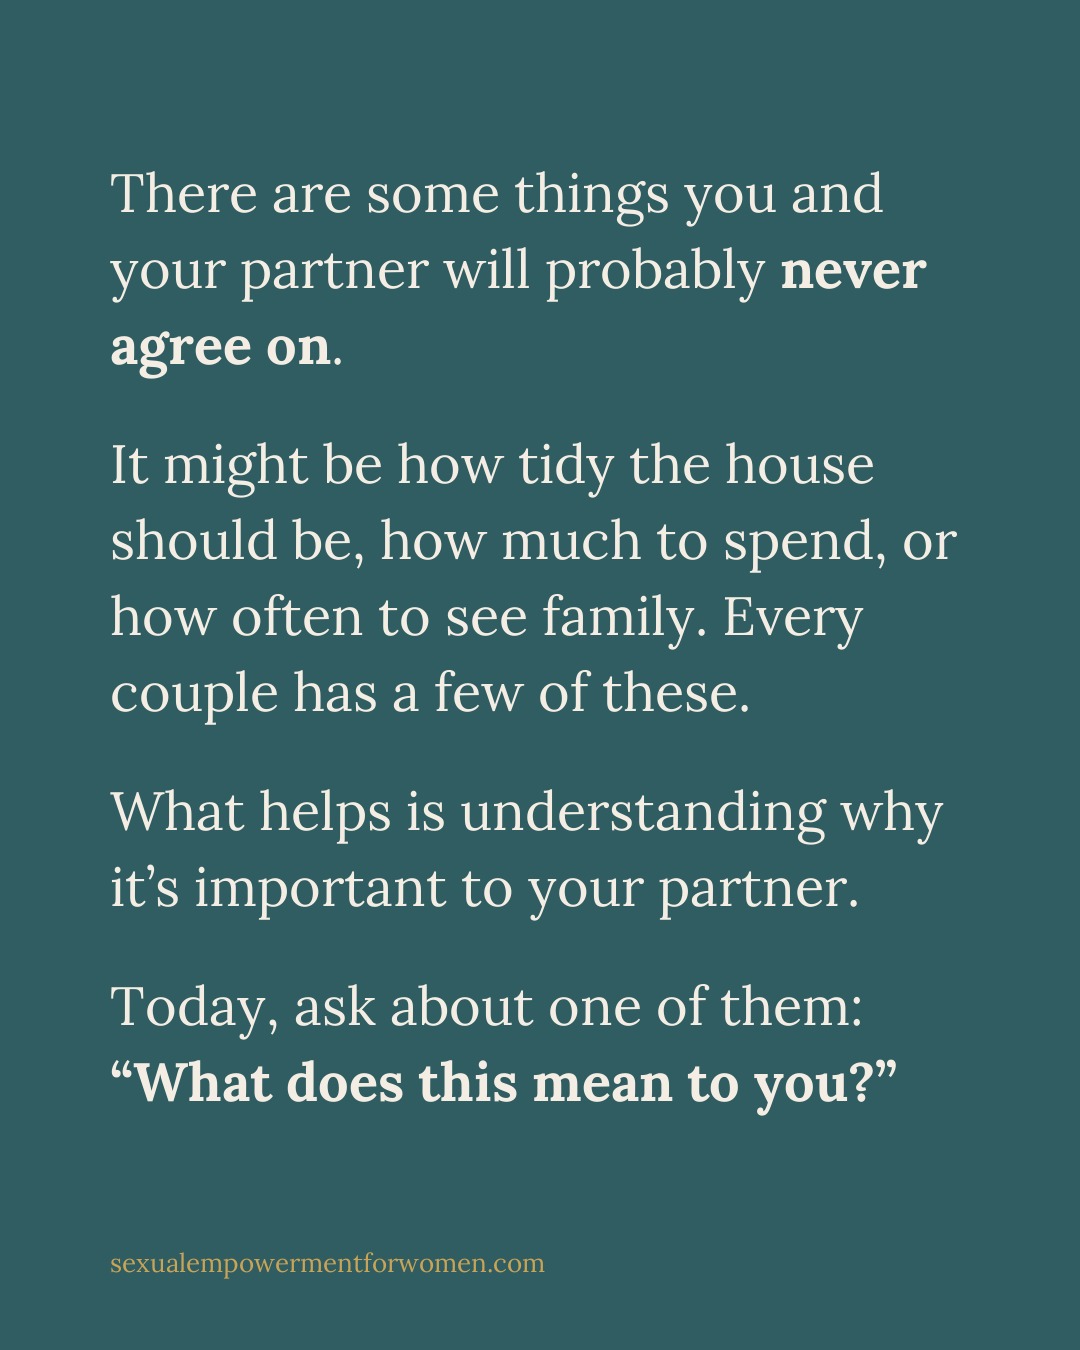 There are some things you and
your partner will probably never
agree on.
It might be how tidy the house
should be, how much to spend, or
how often to see family. Every
couple has a few of these.
What helps is understanding why
it’s important to your partner.
Today, ask about one of them:
“What does this mean to you?”
sexualempowermentforwomen.com